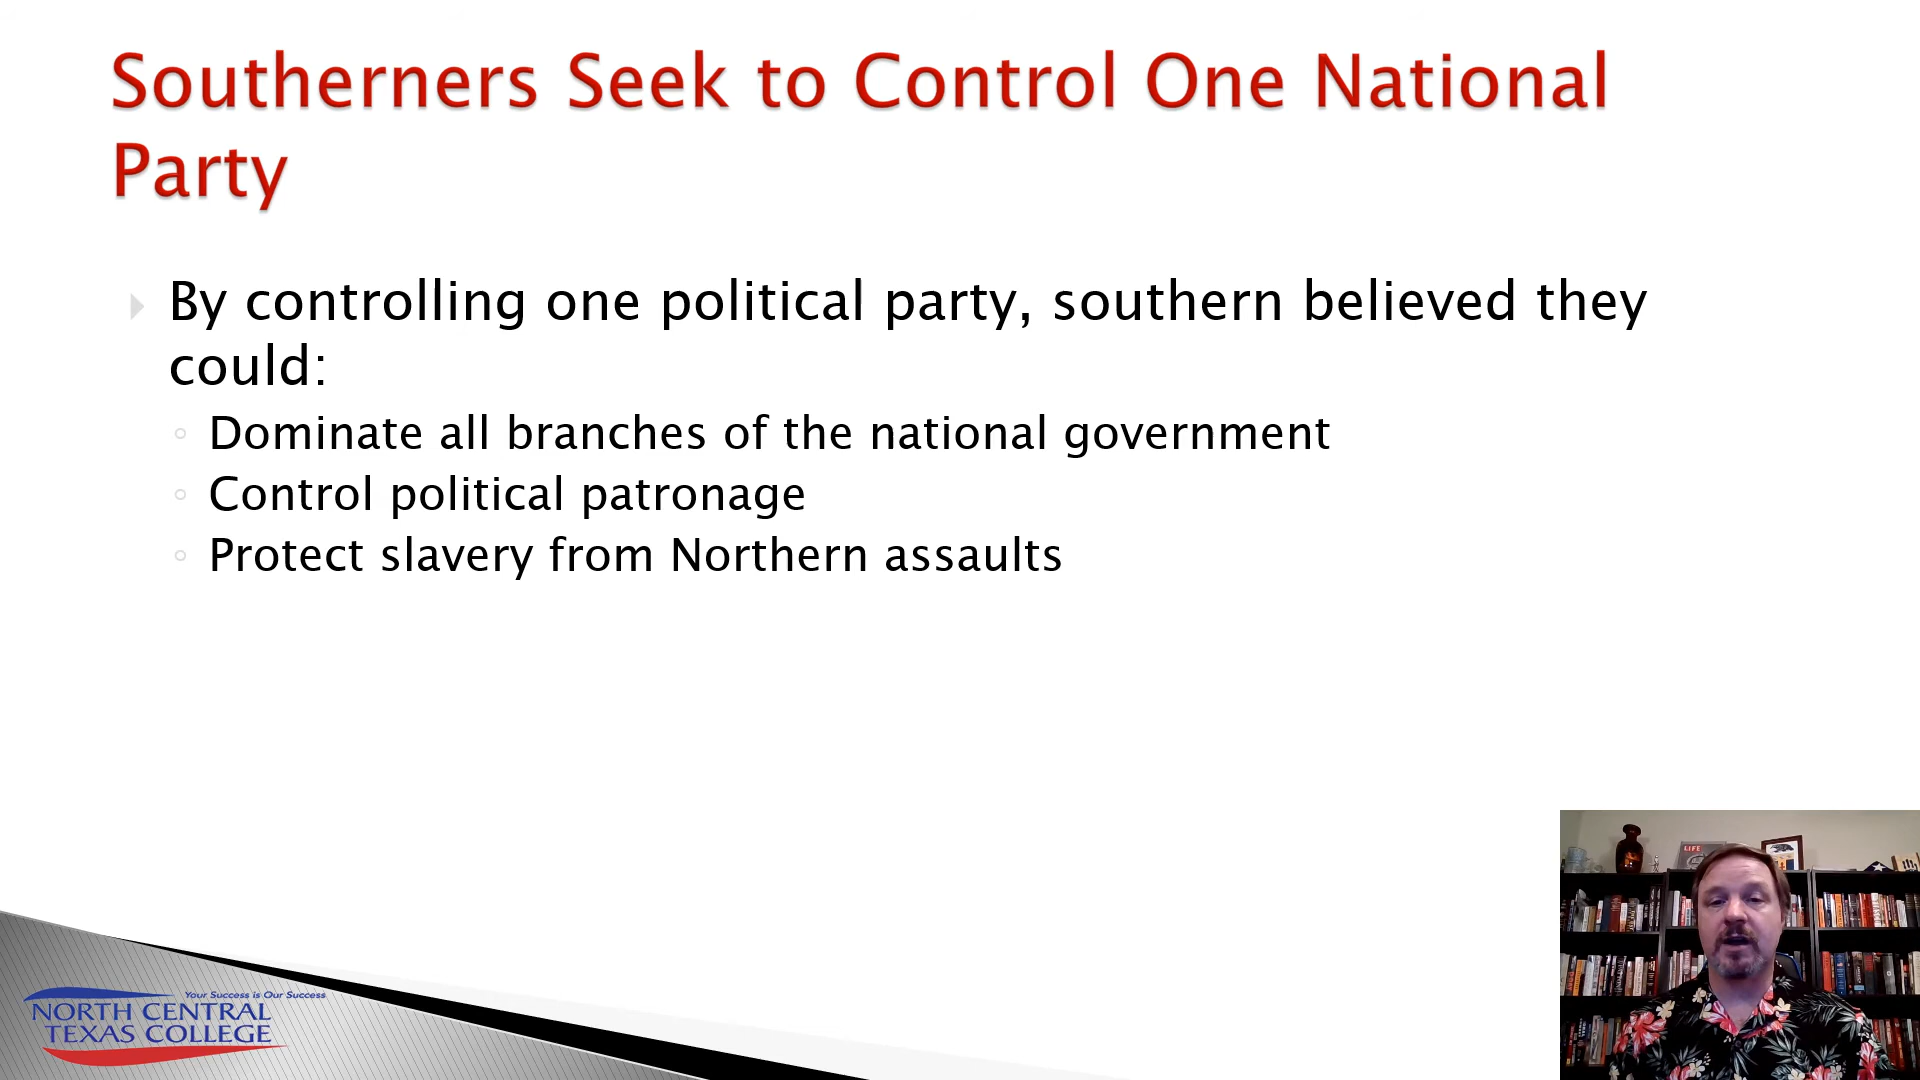 Southerners Seek to Control One National
Party
By controlling one political party, southern believed they
could:
Dominate all branches of the national government
Control political patronage
Protect slavery from Northern assaults
Your Success is Our Success
NORTH CENTRAL
TEXAS COLLEGE
LIFE